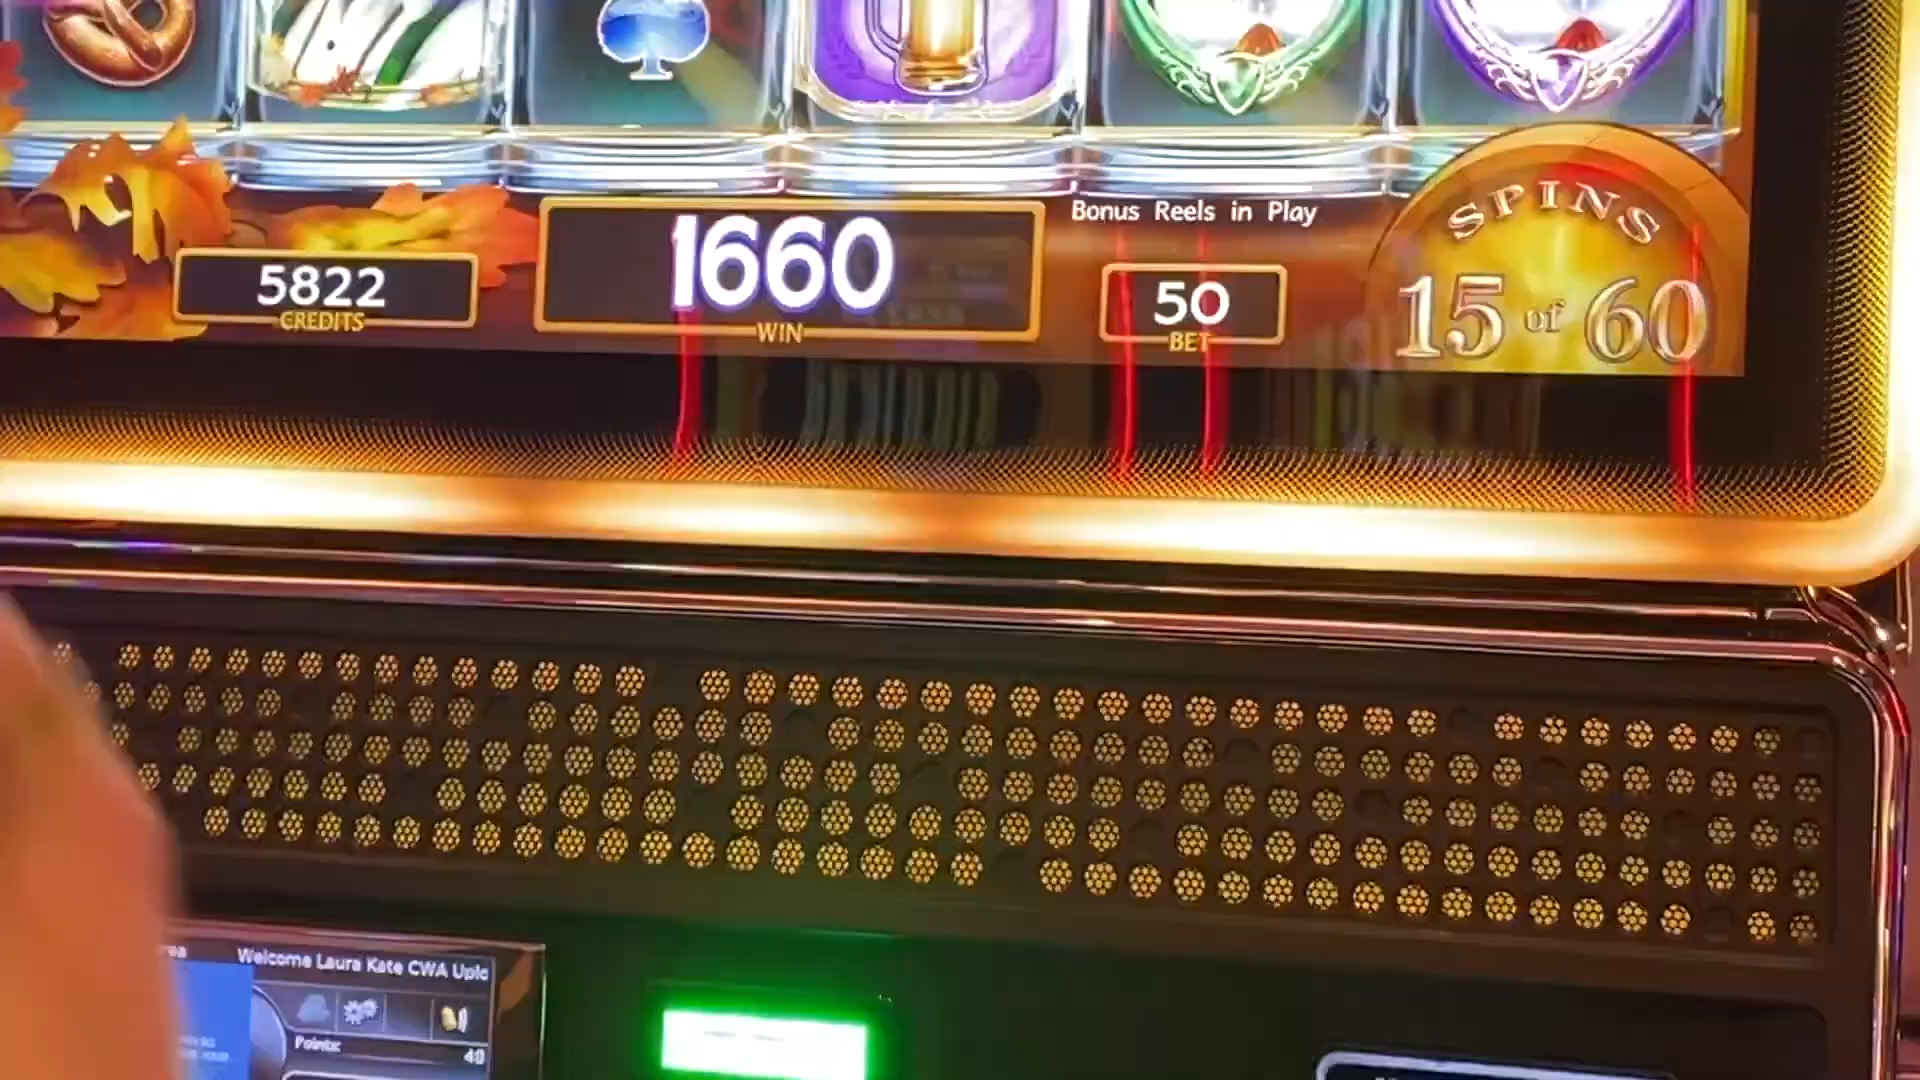 Bonus Reels in Play
SPINS
15 of 60
5822
CREDITS
1660
WIN
50
BET
Welcome Laura Kate CWA Uplo
Points:
40